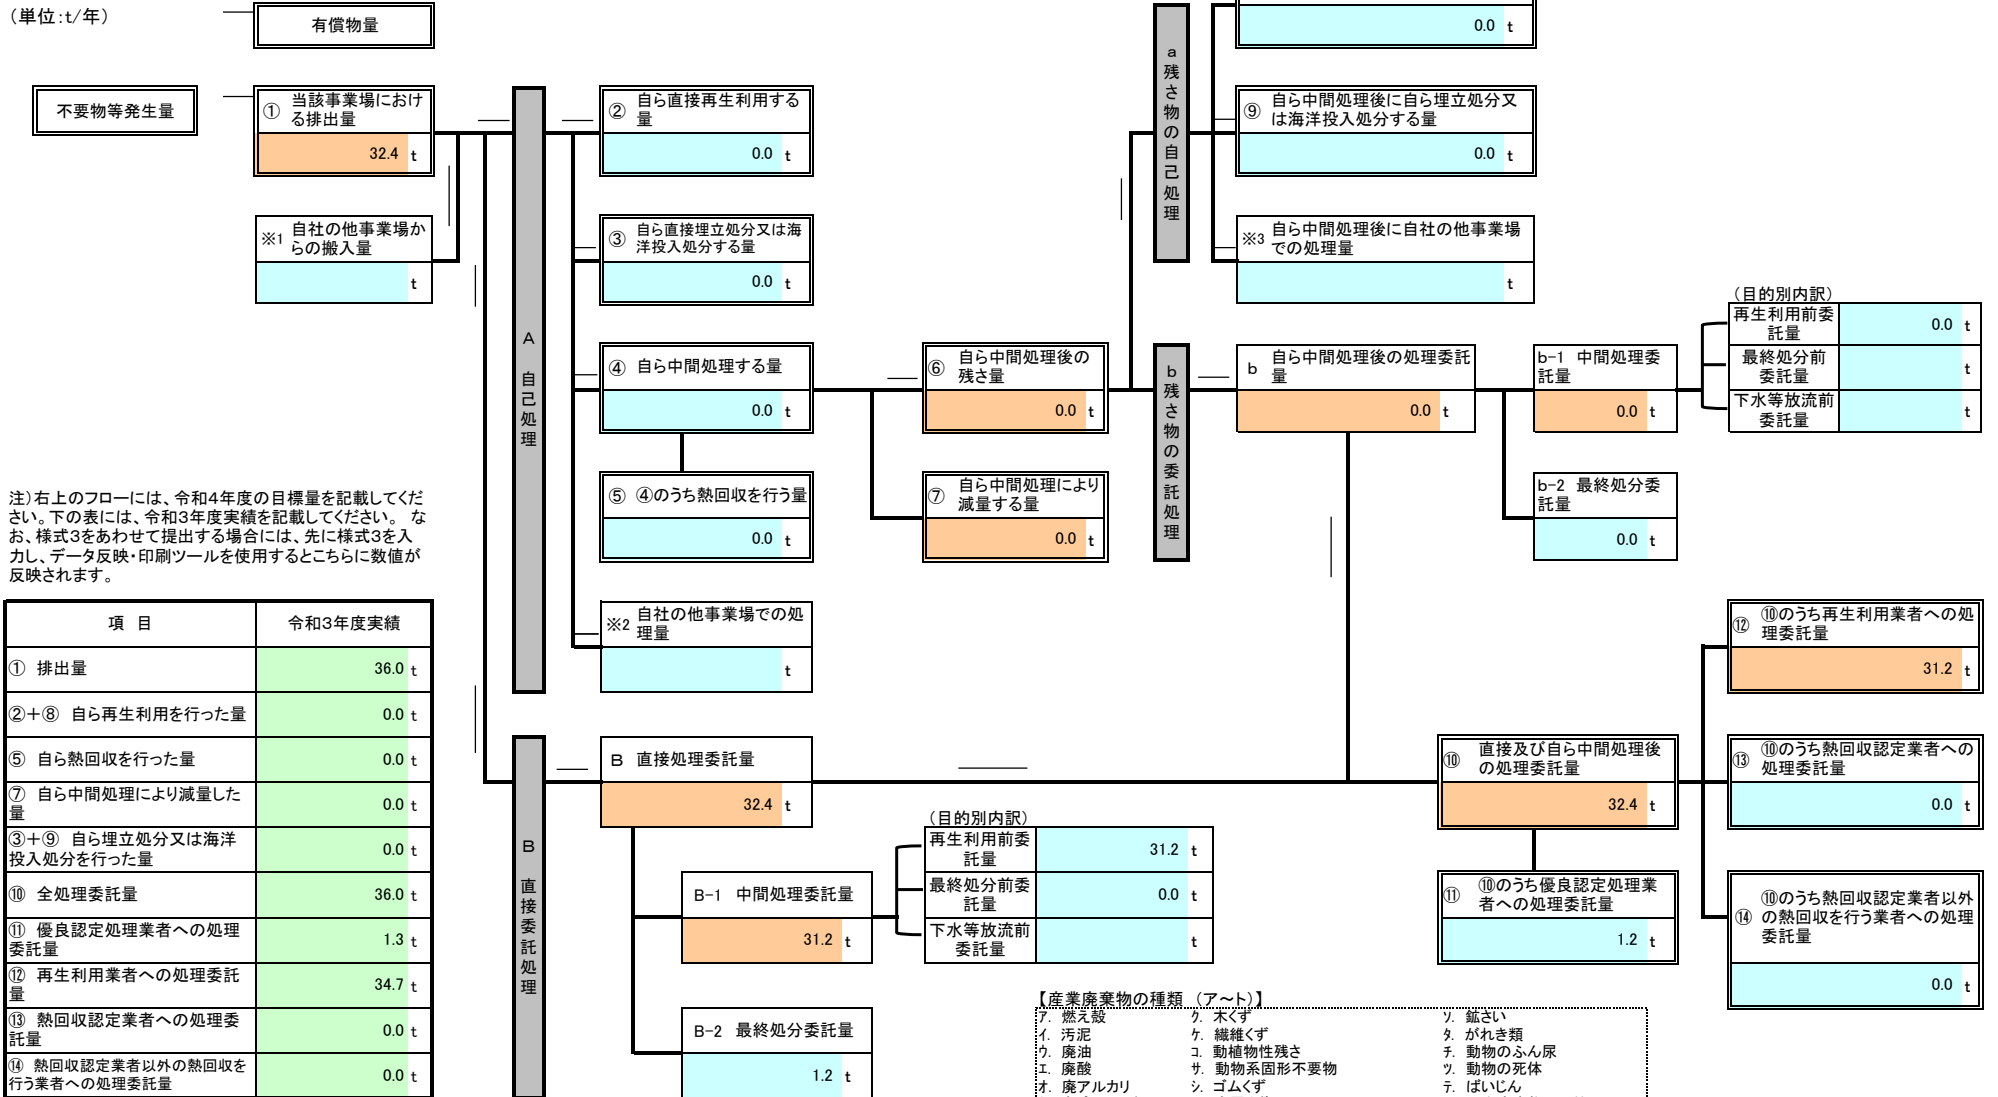 （単位:t/年）
有償物量
0.0 t
不要物等発生量
① 当該事業場におけ
る排出量
32.4 t
② 自ら直接再生利用する
量
0.0 t
a 残さ物の自己処理
⑨ 自ら中間処理後に自ら埋立処分又
は海洋投入処分する量
0.0 t
※1 自社の他事業場か
らの搬入量
t
③ 自ら直接埋立処分又は海
洋投入処分する量
0.0 t
※3 自ら中間処理後に自社の他事業場
での処理量
t
A 自己処理
④ 自ら中間処理する量
0.0 t
⑥ 自ら中間処理後の
残さ量
0.0 t
b 残さ物の委託処理
b 自ら中間処理後の処理委託
量
0.0 t
b-1 中間処理委
託量
0.0 t
（目的別内訳）
再生利用前委
託量
0.0 t
最終処分前
委託量
t
下水等放流前
委託量
t
⑤ ④のうち熱回収を行う量
0.0 t
⑦ 自ら中間処理により
減量する量
0.0 t
b-2 最終処分委
託量
0.0 t
注）右上のフローには、令和4年度の目標量を記載してくだ
さい。下の表には、令和3年度実績を記載してください。 な
お、様式3をあわせて提出する場合には、先に様式3を入
力し、データ反映・印刷ツールを使用するとこちらに数値が
反映されます。
※2 自社の他事業場での処
理量
t
項 目 令和3年度実績
① 排出量 36.0 t
②＋⑧ 自ら再生利用を行った量 0.0 t
⑤ 自ら熱回収を行った量 0.0 t
⑦ 自ら中間処理により減量した
量 0.0 t
③＋⑨ 自ら埋立処分又は海洋
投入処分を行った量 0.0 t
⑩ 全処理委託量 36.0 t
⑪ 優良認定処理業者への処理
委託量 1.3 t
⑫ 再生利用業者への処理委託
量 34.7 t
⑬ 熱回収認定業者への処理委
託量 0.0 t
⑭ 熱回収認定業者以外の熱回収を
行う業者への処理委託量 0.0 t
B 直接委託処理
B 直接処理委託量
32.4 t
B-1 中間処理委託量
31.2 t
（目的別内訳）
再生利用前委
託量
31.2 t
最終処分前委
託量
0.0 t
下水等放流前
委託量
t
B-2 最終処分委託量
1.2 t
⑩ 直接及び自ら中間処理後
の処理委託量
32.4 t
⑪ ⑩のうち優良認定処理業
者への処理委託量
1.2 t
⑫ ⑩のうち再生利用業者への処
理委託量
31.2 t
⑬ ⑩のうち熱回収認定業者への
処理委託量
0.0 t
⑭ ⑩のうち熱回収認定業者以外
の熱回収を行う業者への処理
委託量
0.0 t
【産業廃棄物の種類 （ア～ト）】
ア. 燃え殻 ク. 木くず ソ. 鉱さい
イ. 汚泥 ケ. 繊維くず タ. がれき類
ウ. 廃油 コ. 動植物性残さ チ. 動物のふん尿
エ. 廃酸 サ. 動物系固形不要物 ツ. 動物の死体
オ. 廃アルカリ シ. ゴムくず テ. ばいじん